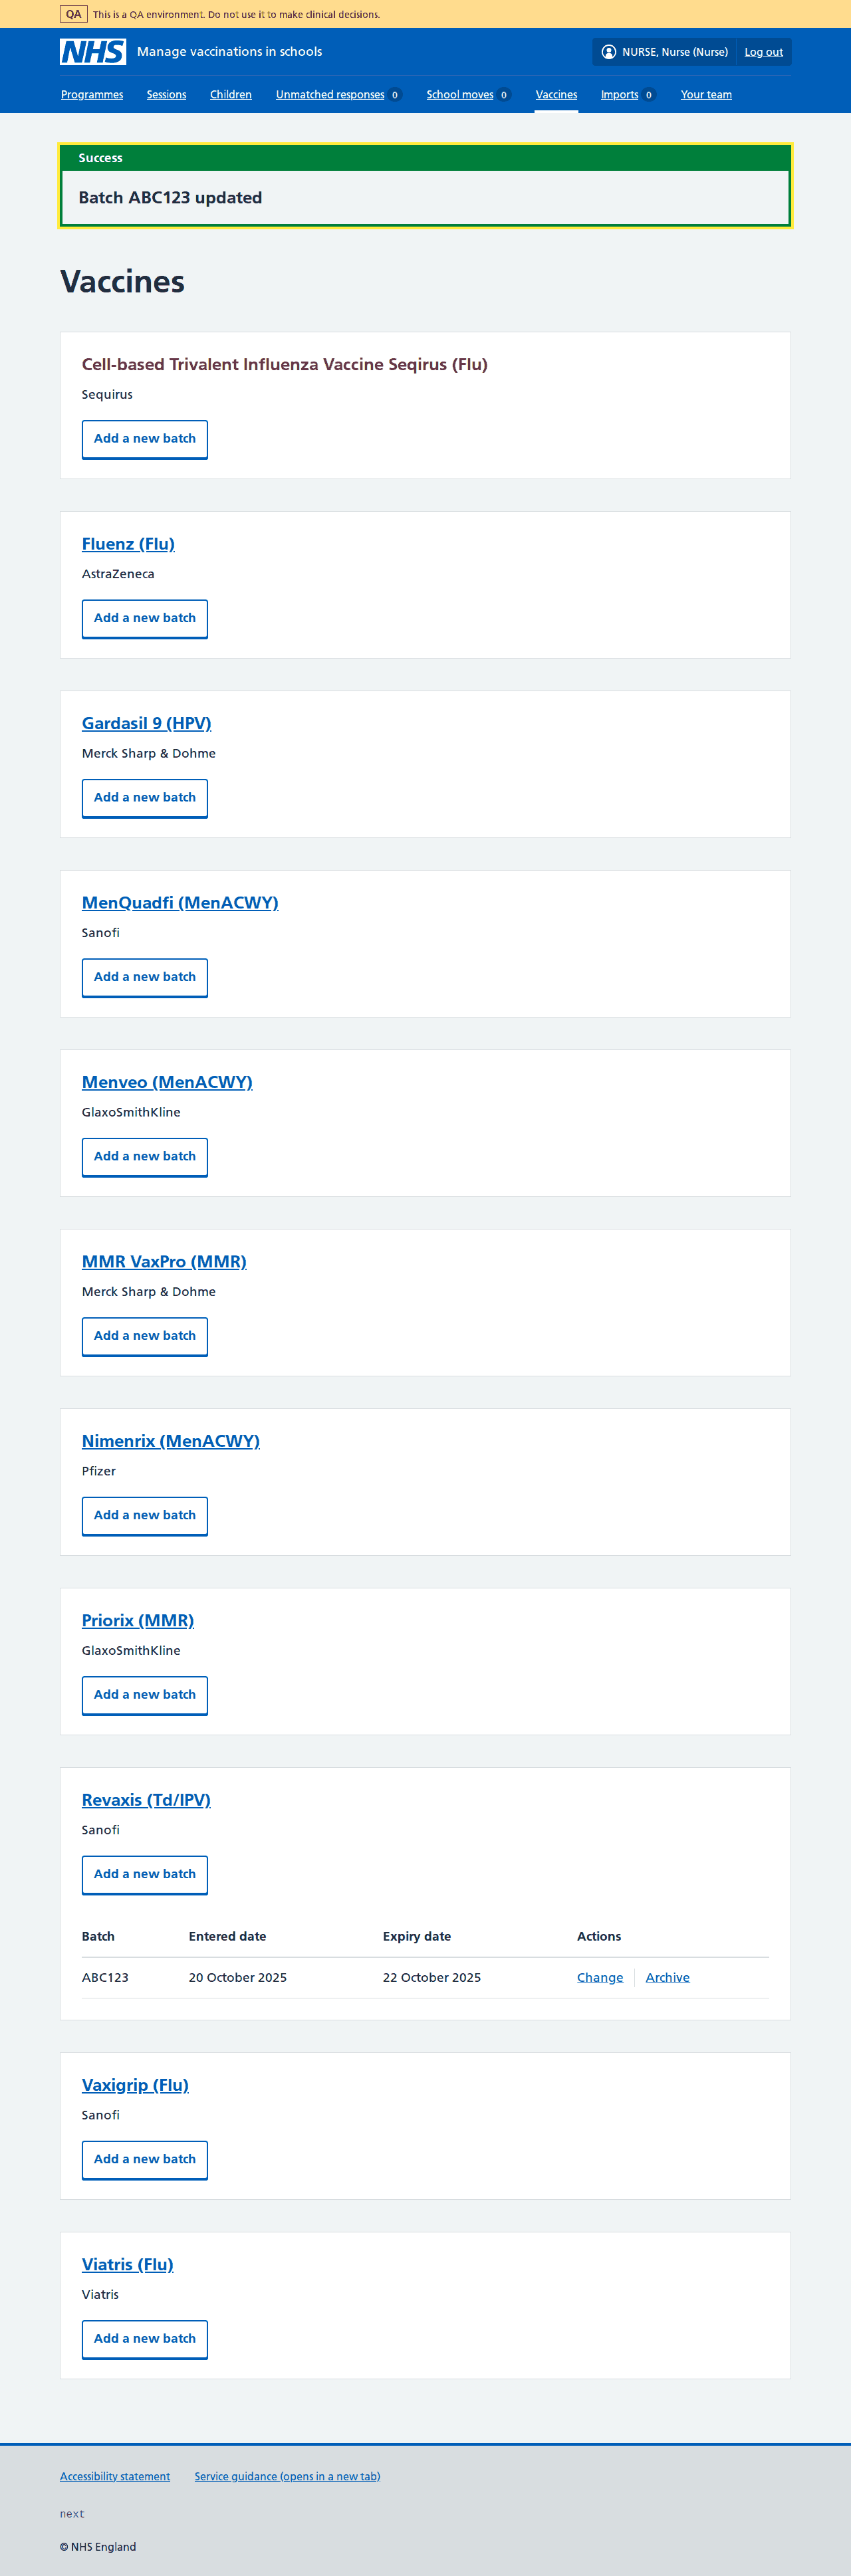 QA This is a QA environment. Do not use it to make clinical decisions.
NHS Manage vaccinations in schools NURSE, Nurse (Nurse) Log out
Programmes Sessions Children Unmatched responses 0 School moves 0 Vaccines Imports 0 Your team
Success
Batch ABC123 updated
Vaccines
Cell-based Trivalent Influenza Vaccine Seqirus (Flu)
Sequirus
Add a new batch
Fluenz (Flu)
AstraZeneca
Add a new batch
Gardasil 9 (HPV)
Merck Sharp & Dohme
Add a new batch
MenQuadfi (MenACWY)
Sanofi
Add a new batch
Menveo (MenACWY)
GlaxoSmithKline
Add a new batch
MMR VaxPro (MMR)
Merck Sharp & Dohme
Add a new batch
Nimenrix (MenACWY)
Pfizer
Add a new batch
Priorix (MMR)
GlaxoSmithKline
Add a new batch
Revaxis (Td/IPV)
Sanofi
Add a new batch
Batch Entered date Expiry date Actions
ABC123 20 October 2025 22 October 2025 Change Archive
Vaxigrip (Flu)
Sanofi
Add a new batch
Viatris (Flu)
Viatris
Add a new batch
Accessibility statement Service guidance (opens in a new tab)
next
© NHS England